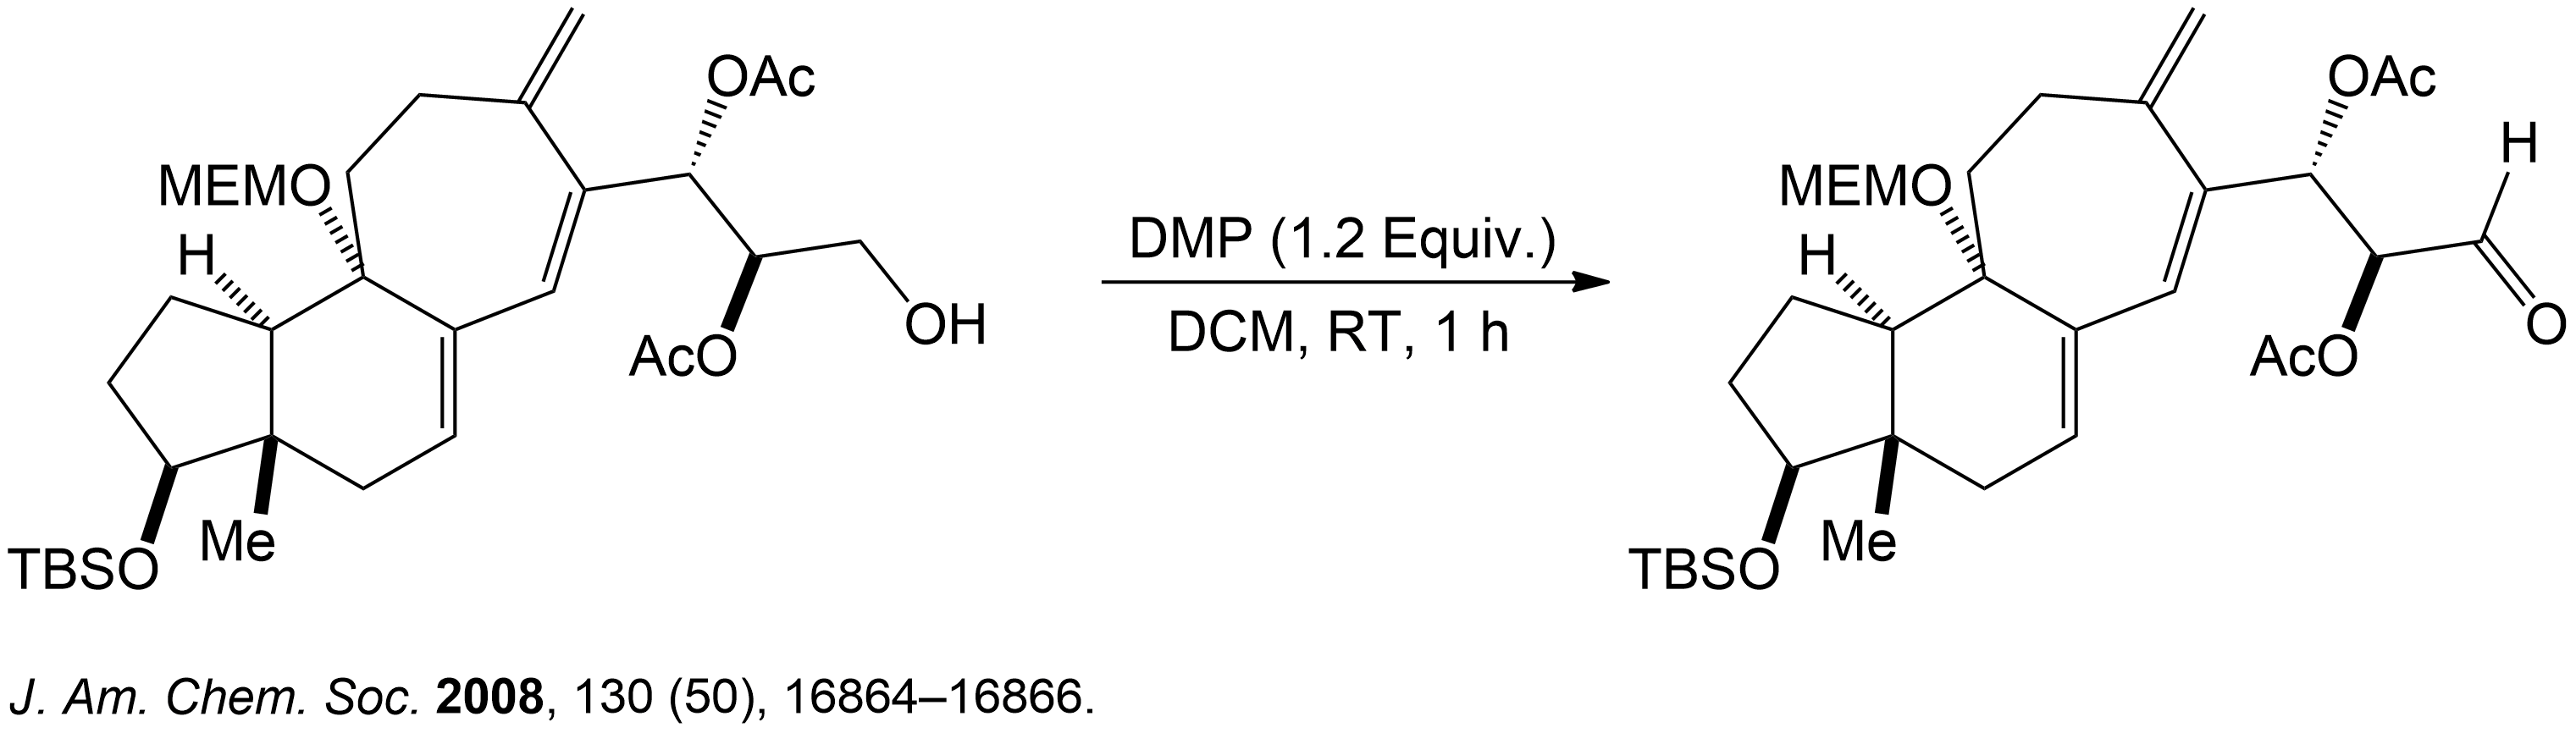 OAc
MEMO
H
OH
AcO
Me
TBSO
DMP (1.2 Equiv.)
DCM, RT, 1 h
OAc
H
MEMO
H
O
AcO
Me
TBSO
J. Am. Chem. Soc. 2008, 130 (50), 16864–16866.